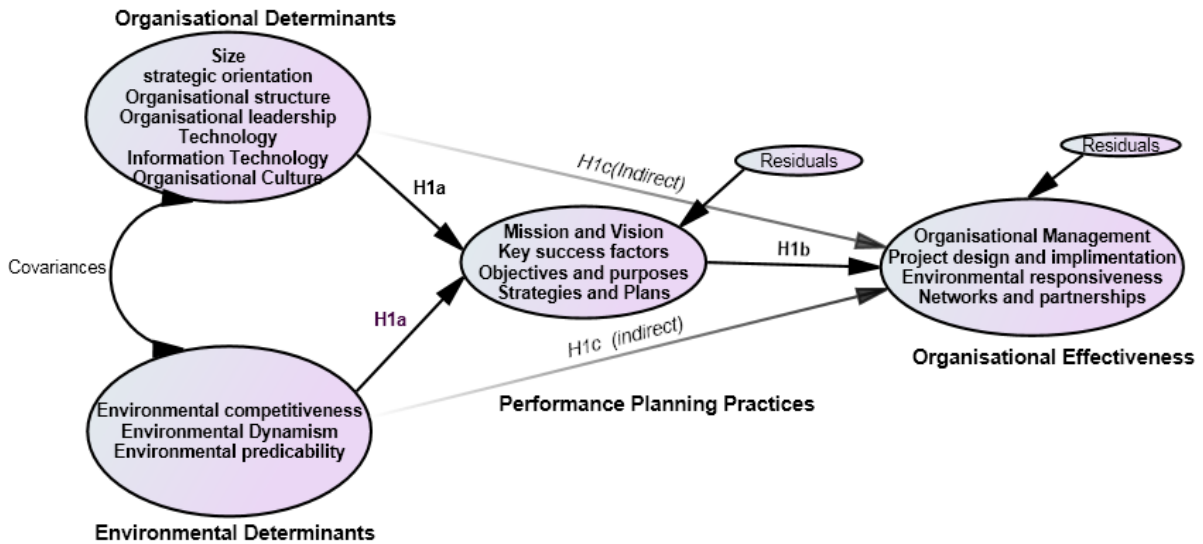 Organisational Determinants
Size
strategic orientation
Organisational structure
Organisational leadership
Technology
Information Technology
Organisational Culture
H1a
H1c(Indirect)
Residuals
Residuals
Covariances
Mission and Vision
Key success factors
Objectives and purposes
Strategies and Plans
H1b
Organisational Management
Project design and implimentation
Environmental responsiveness
Networks and partnerships
H1a
H1c (indirect)
Organisational Effectiveness
Performance Planning Practices
Environmental competitiveness
Environmental Dynamism
Environmental predicability
Environmental Determinants